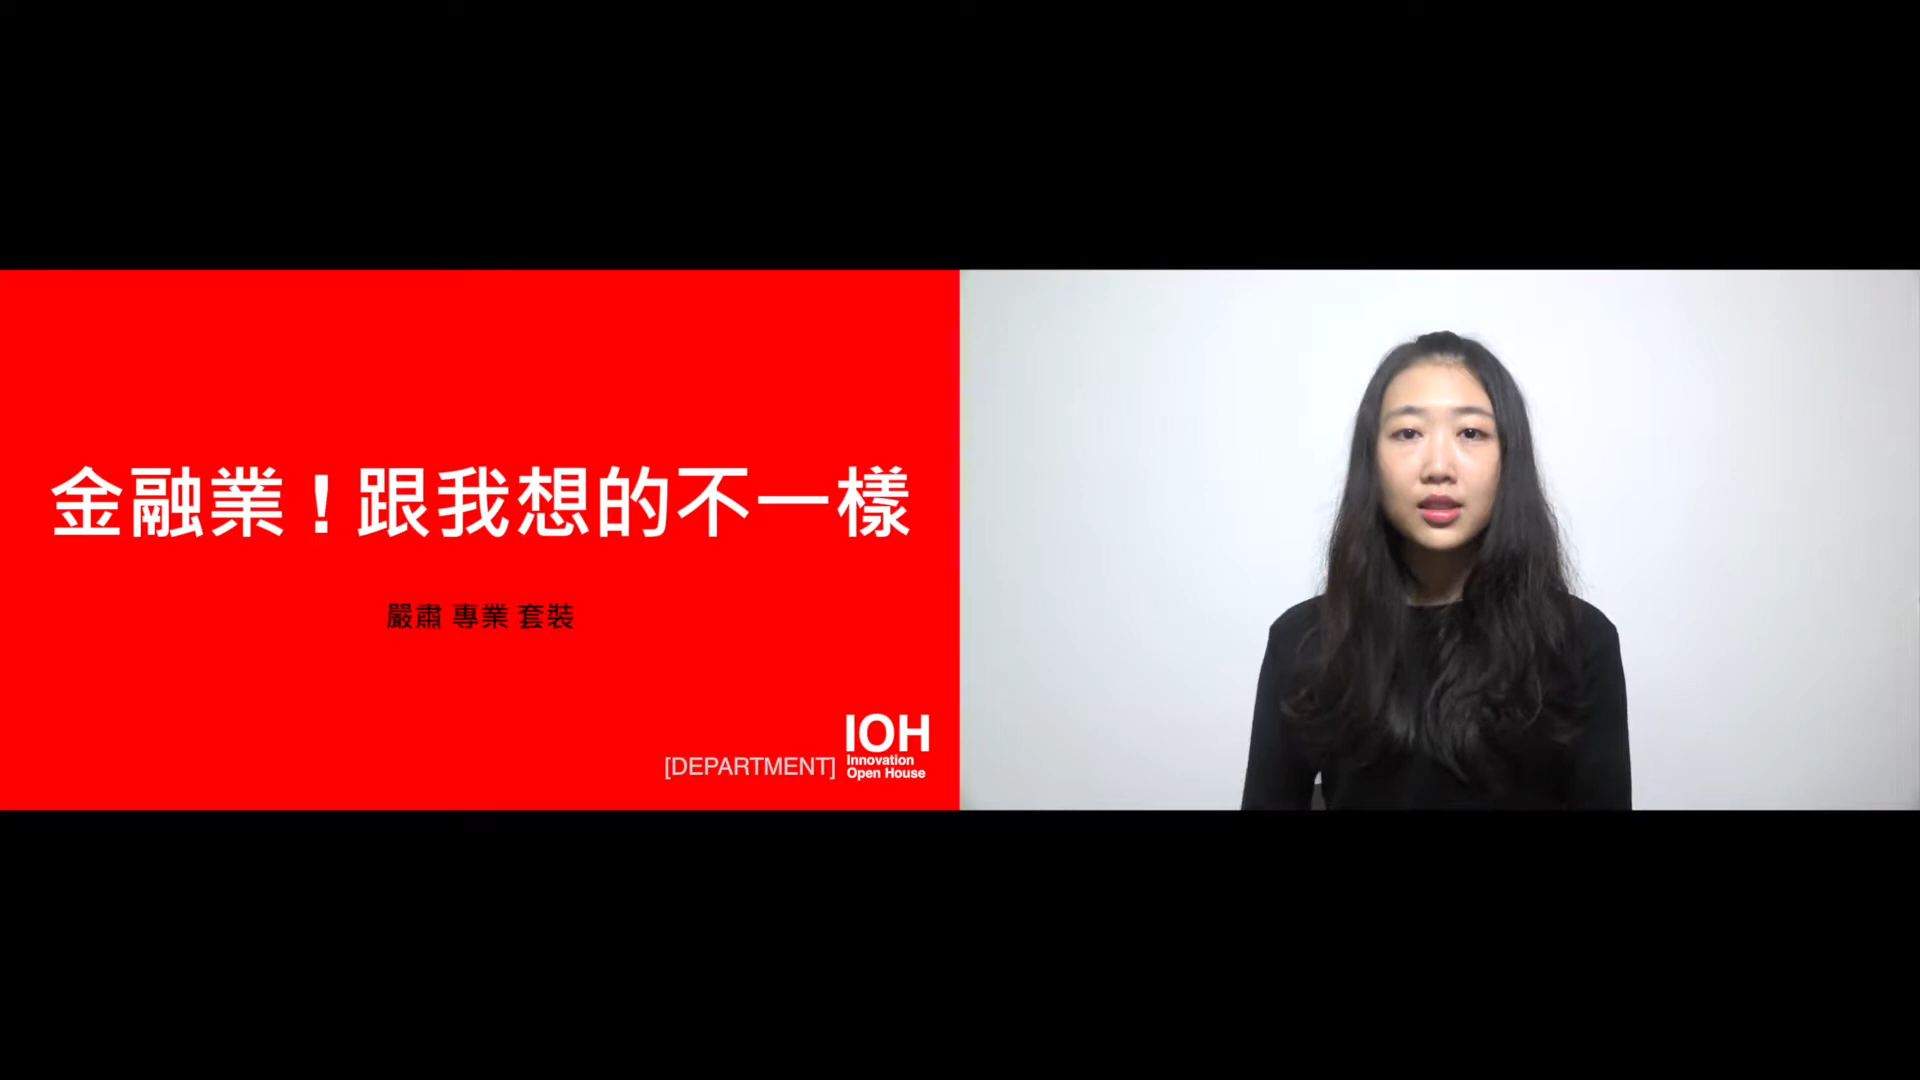 金融業！跟我想的不一樣
嚴肅 專業 套裝
[DEPARTMENT]
IOH
Innovation
Open House